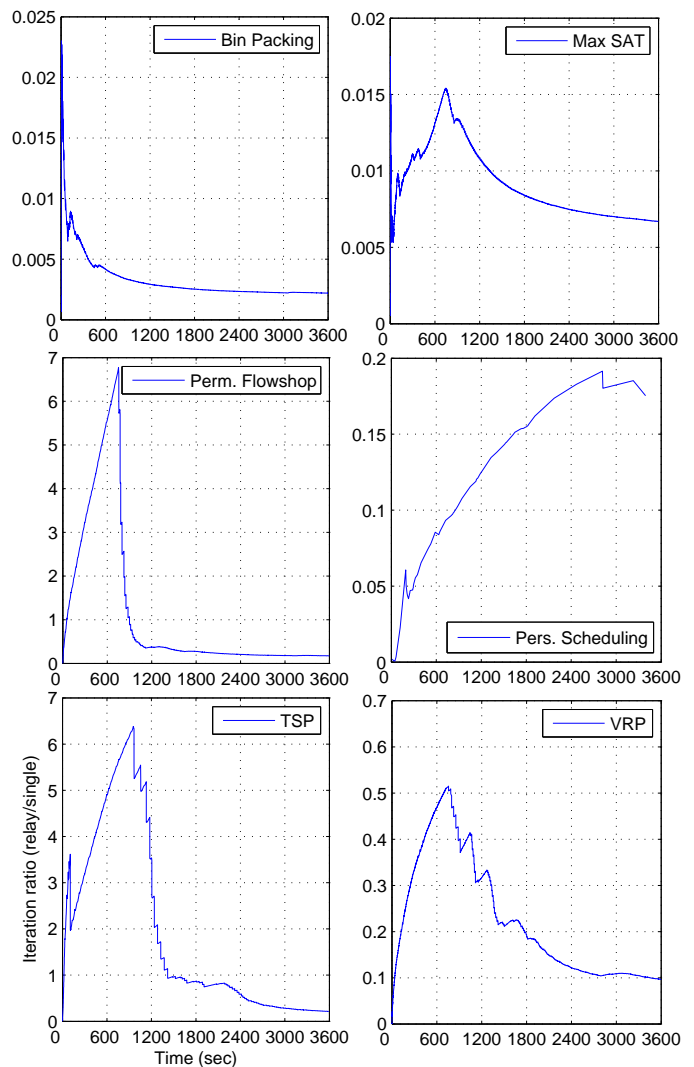 0.025
0.02
0.015
0.01
0.005
0
0 600 1200 1800 2400 3000 3600
Bin Packing
0.02
0.015
0.01
0.005
0
0 600 1200 1800 2400 3000 3600
Max SAT
7
6
5
4
3
2
1
0
0 600 1200 1800 2400 3000 3600
Perm. Flowshop
0.2
0.15
0.1
0.05
0
0 600 1200 1800 2400 3000 3600
Pers. Scheduling
Iteration ratio (relay/single)
7
6
5
4
3
2
1
0
0 600 1200 1800 2400 3000 3600
Time (sec)
TSP
0.7
0.6
0.5
0.4
0.3
0.2
0.1
0
0 600 1200 1800 2400 3000 3600
VRP